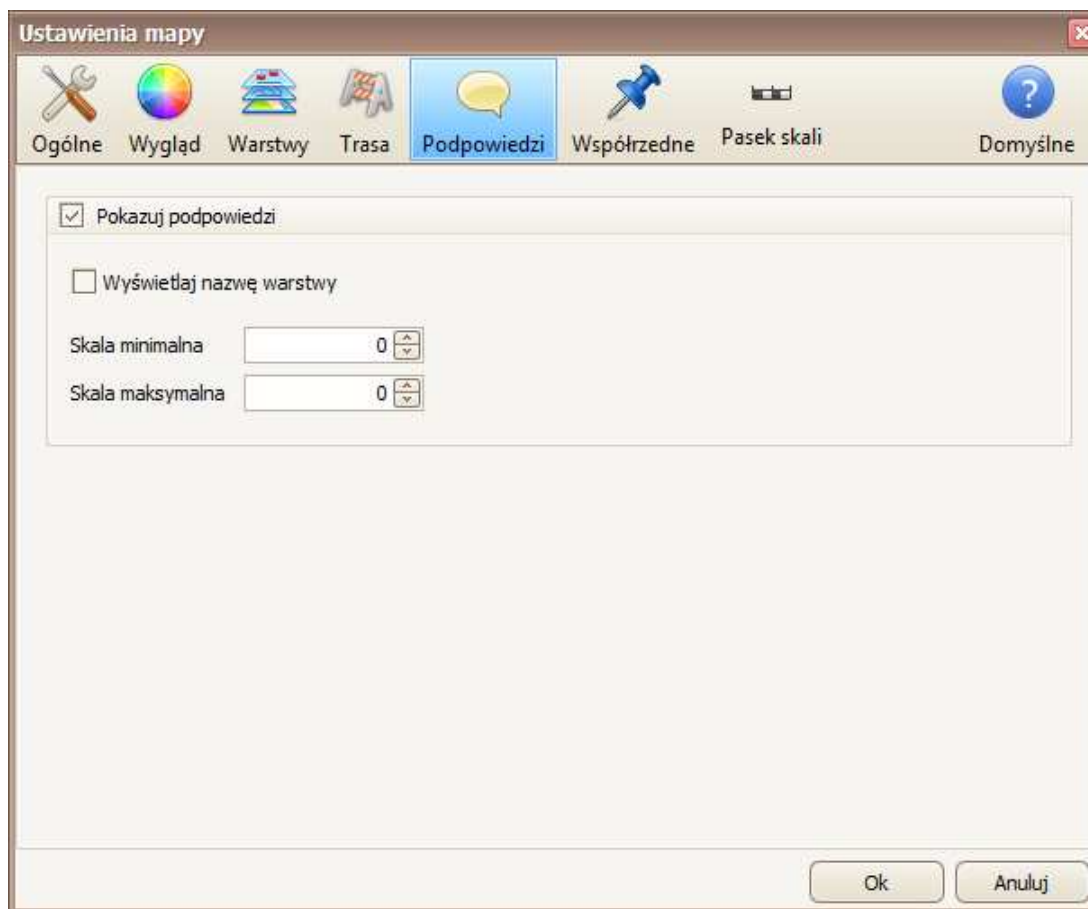 Ustawienia mapy
Ogólne Wygląd Warstwy Trasa Podpowiedzi Współrzedne Pasek skali Domyślne
Pokazuj podpowiedzi
Wyświetlaj nazwę warstwy
Skala minimalna 0
Skala maksymalna 0
Ok Anuluj